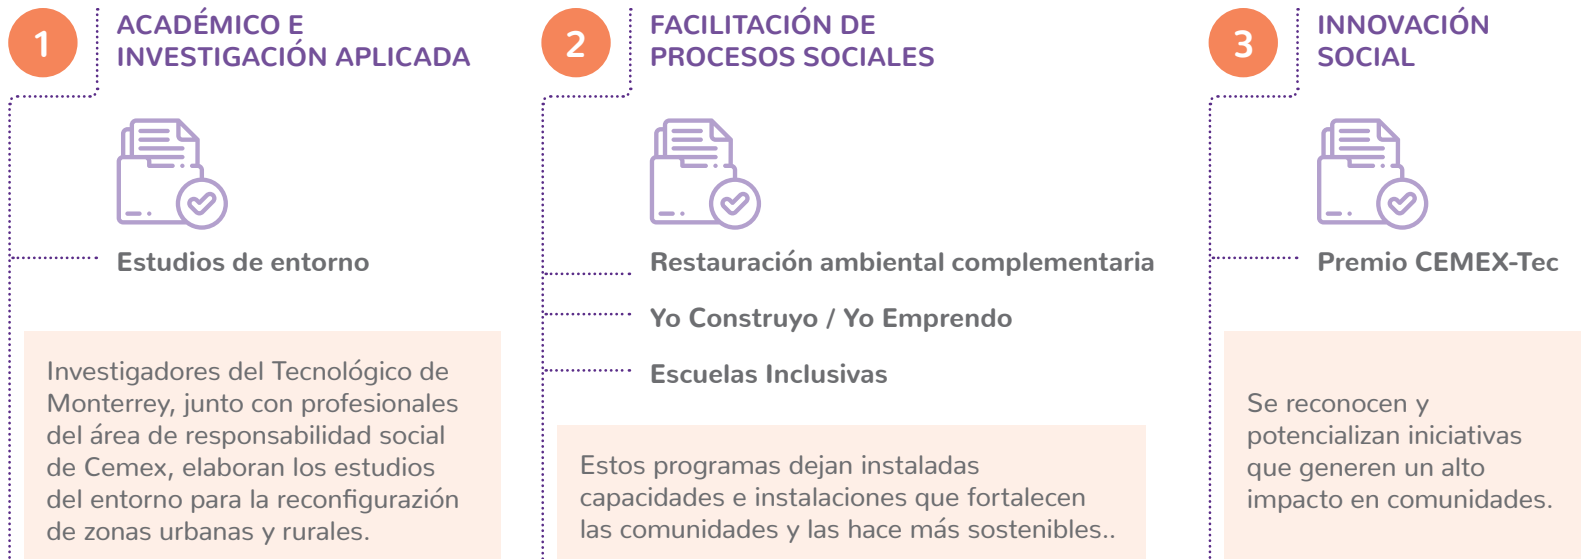 1
ACADÉMICO E
INVESTIGACIÓN APLICADA
Estudios de entorno
Investigadores del Tecnológico de
Monterrey, junto con profesionales
del área de responsabilidad social
de Cemex, elaboran los estudios
del entorno para la reconfigurazión
de zonas urbanas y rurales.
2
FACILITACIÓN DE
PROCESOS SOCIALES
Restauración ambiental complementaria
Yo Construyo / Yo Emprendo
Escuelas Inclusivas
Estos programas dejan instaladas
capacidades e instalaciones que fortalecen
las comunidades y las hace más sostenibles..
3
INNOVACIÓN
SOCIAL
Premio CEMEX-Tec
Se reconocen y
potencializan iniciativas
que generen un alto
impacto en comunidades.